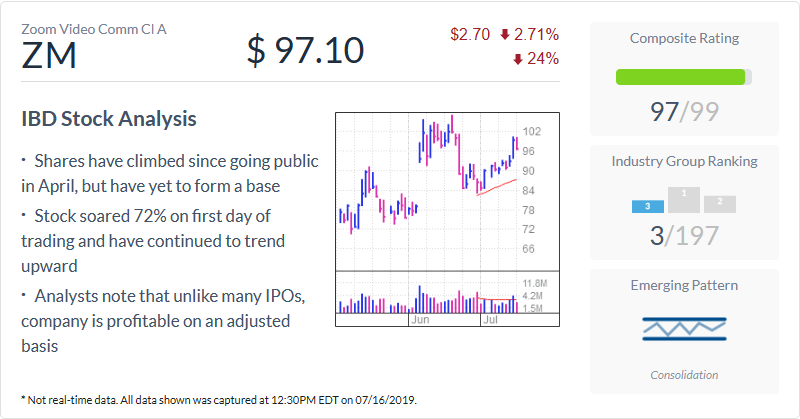 Zoom Video Comm Cl A
ZM
$ 97.10
$2.70 2.71%
24%
IBD Stock Analysis
· Shares have climbed since going public
in April, but have yet to form a base
· Stock soared 72% on first day of
trading and have continued to trend
upward
· Analysts note that unlike many IPOs,
company is profitable on an adjusted
basis
102
96
90
84
78
72
66
11.8M
4.2M
1.5M
Jun Jul
Composite Rating
97/99
Industry Group Ranking
3 1 2
3/197
Emerging Pattern
Consolidation
* Not real-time data. All data shown was captured at 12:30PM EDT on 07/16/2019.